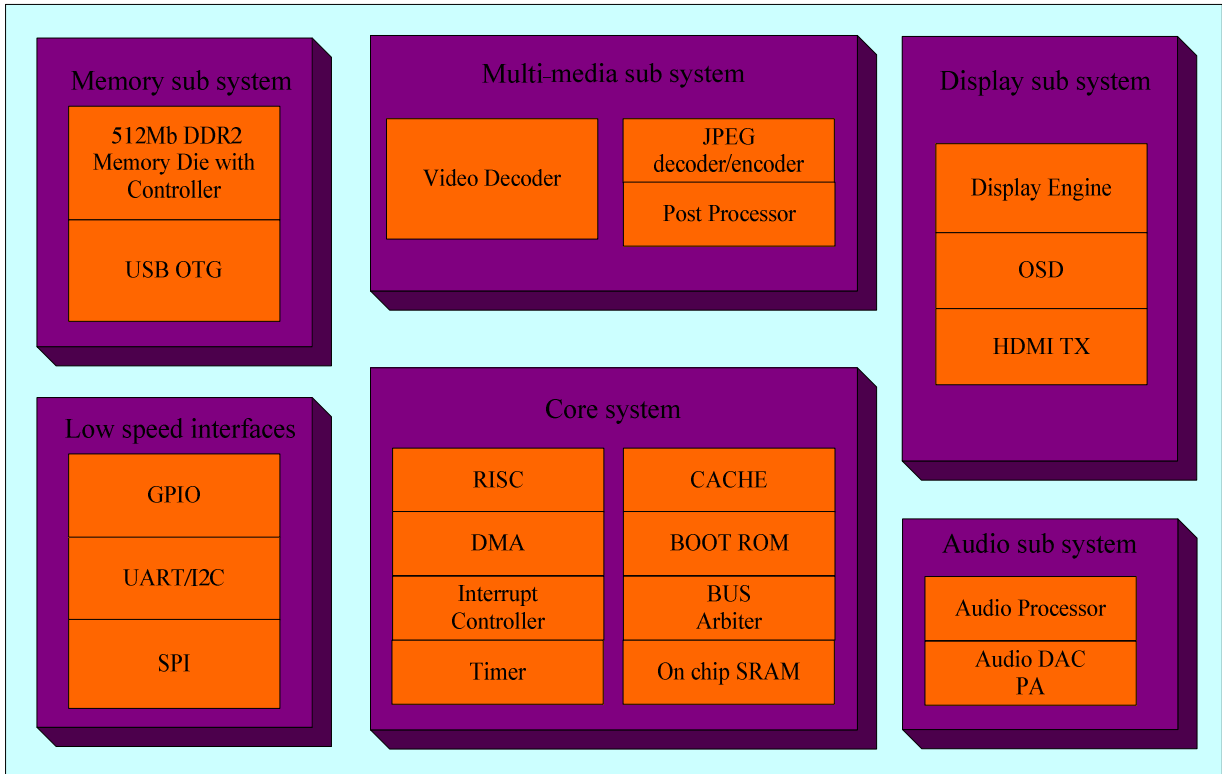 Memory sub system
512Mb DDR2
Memory Die with
Controller
USB OTG
Multi-media sub system
Video Decoder
JPEG
decoder/encoder
Post Processor
Display sub system
Display Engine
OSD
HDMI TX
Low speed interfaces
GPIO
UART/I2C
SPI
Core system
RISC
DMA
Interrupt
Controller
Timer
CACHE
BOOT ROM
BUS
Arbiter
On chip SRAM
Audio sub system
Audio Processor
Audio DAC
PA